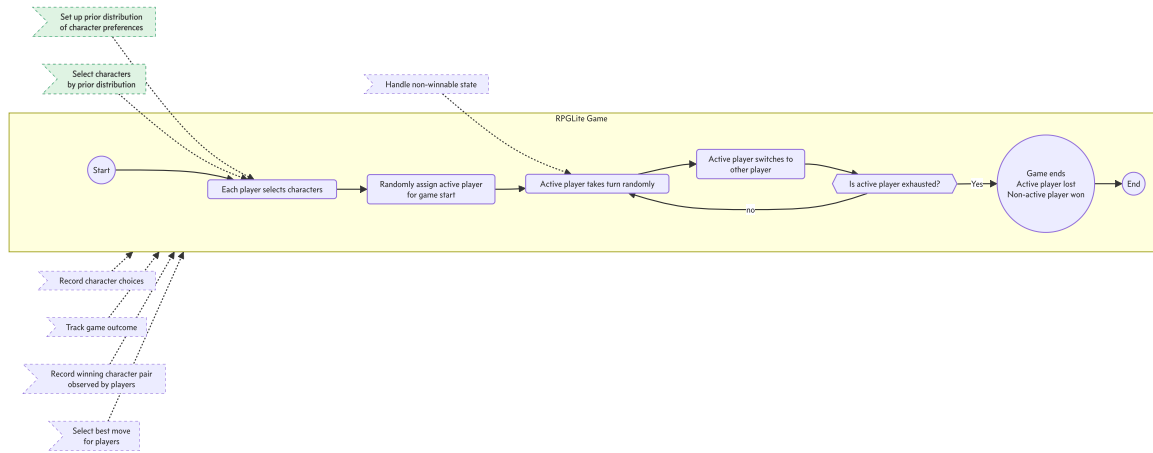 Set up prior distribution
of character preferences
Select characters
by prior distribution
Handle non-winnable state
RPGLite Game
Start
Each player selects characters
Randomly assign active player
for game start
Active player takes turn randomly
Active player switches to
other player
Is active player exhausted?
Yes
no
Game ends
Active player lost
Non-active player won
End
Record character choices
Track game outcome
Record winning character pair
observed by players
Select best move
for players